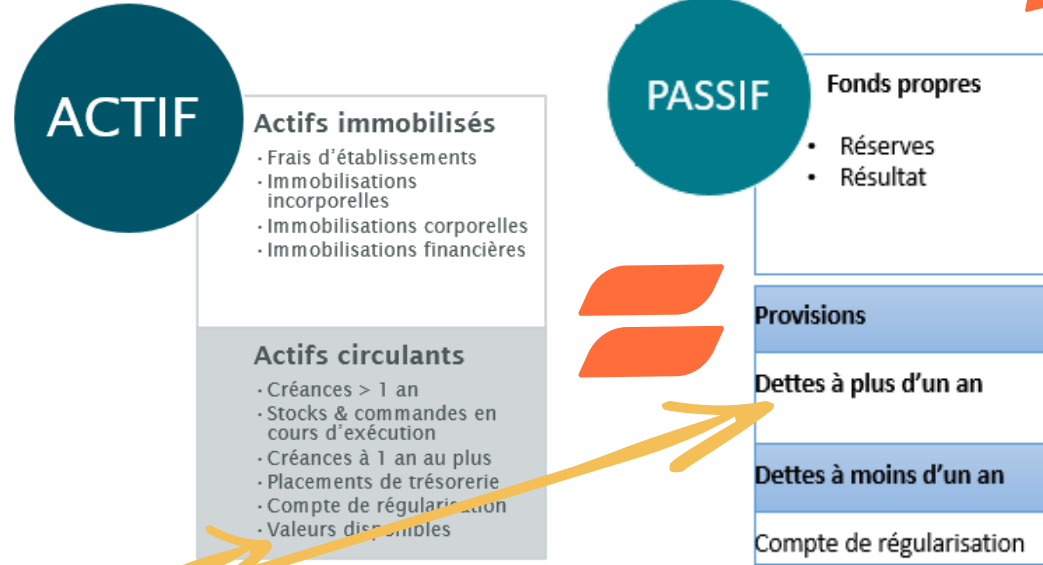 ACTIF
Actifs immobilisés
· Frais d'établissements
· Immobilisations
incorporelles
· Immobilisations corporelles
· Immobilisations financières
Actifs circulants
· Créances > 1 an
· Stocks & commandes en
cours d'exécution
· Créances à 1 an au plus
· Placements de trésorerie
· Compte de régularisation
· Valeurs disponibles
PASSIF
Fonds propres
• Réserves
• Résultat
Provisions
Dettes à plus d'un an
Dettes à moins d'un an
Compte de régularisation